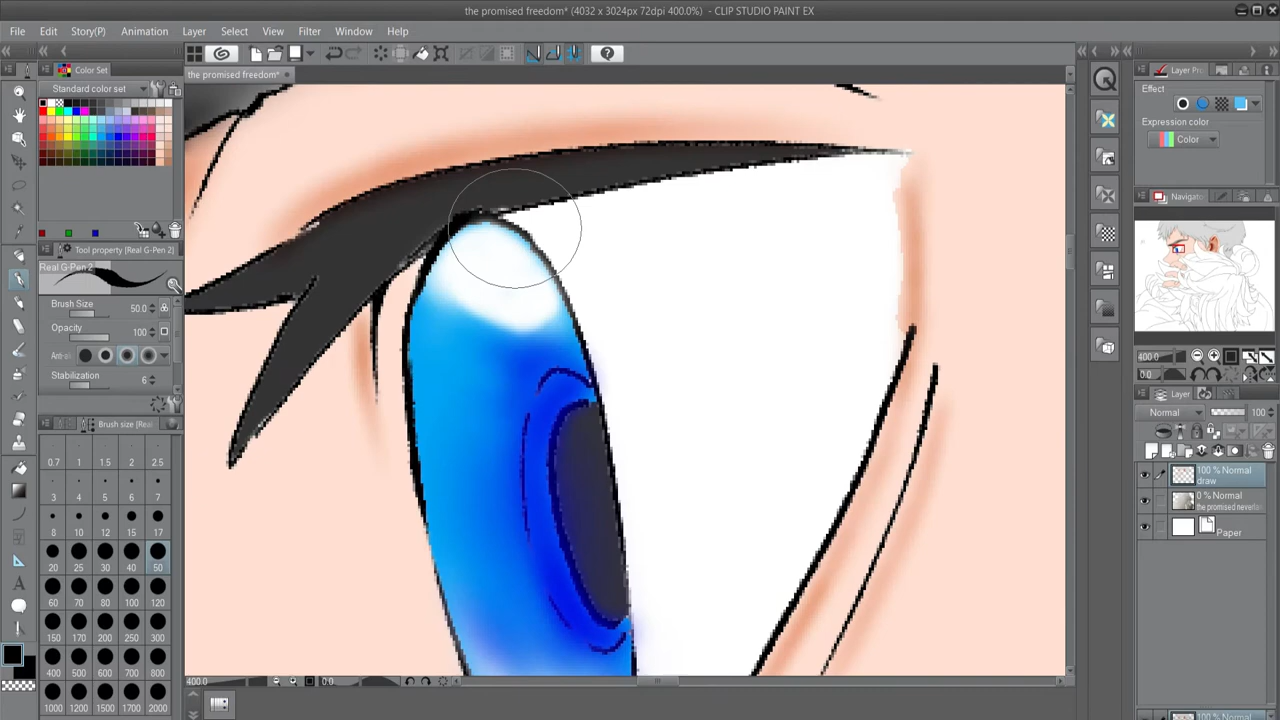 the promised freedom* (4032 x 3024px 72dpi 400.0%) - CLIP STUDIO PAINT EX
File Edit Story(P) Animation Layer Select View Filter Window Help
Color Set
the promised freedom*
Layer Pro
Standard color set
Effect
Expression color
Color
Navigato
Tool property (Real G-Pen 2)
Real G-Pen 2
Brush Size 50.0
Opacity 100
Anti-al
Stabilization 6
400.0
0.0
Brush size (Real
Layer
Normal 100
0.7 1 1.5 2 2.5
3 4 5 6 7
8 10 12 15 17
20 25 30 40 50
60 70 80 100 120
150 170 200 250 300
400 500 600 700 800
1000 1200 1500 1700 2000
100 % Normal
draw
0 % Normal
the promised neverlan
Paper
400.0
0.0